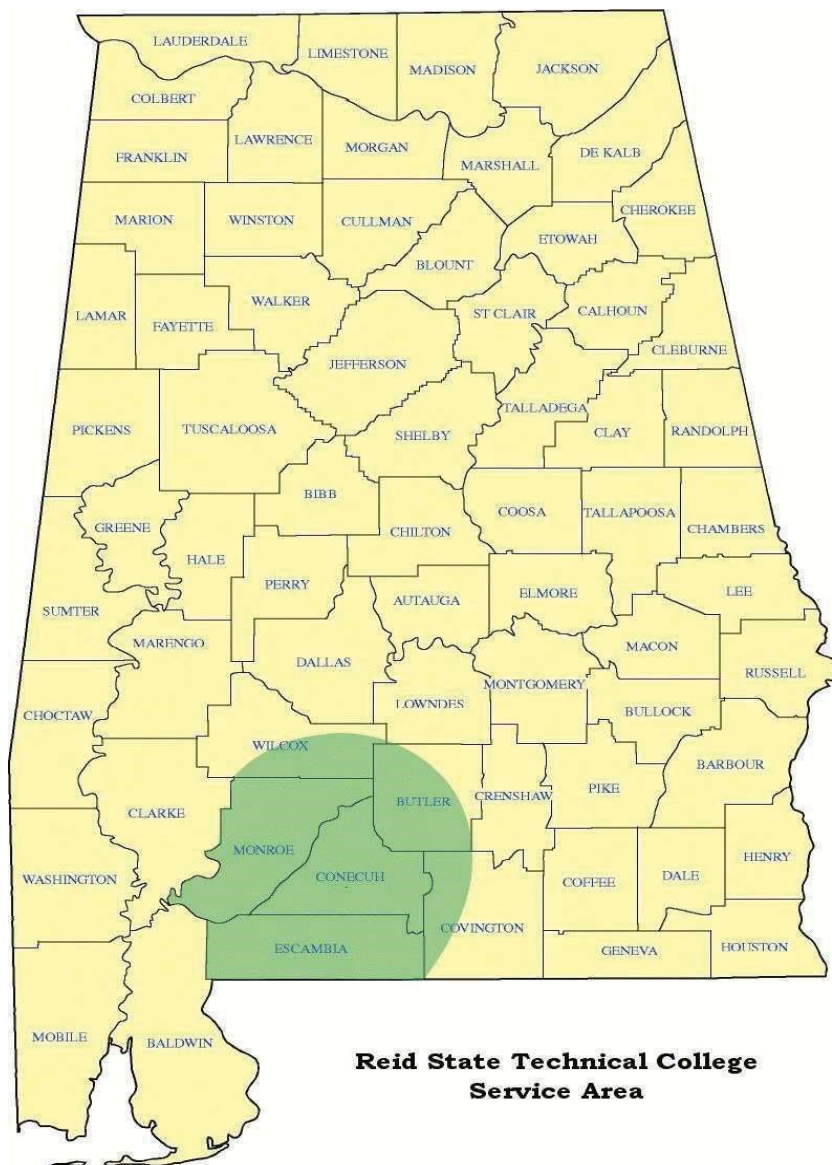 LAUDERDALE
LIMESTONE
MADISON
JACKSON
COLBERT
LAWRENCE
FRANKLIN
MORGAN
MARSHALL
DE KALB
CHEROKEE
MARION
WINSTON
CULLMAN
ETOWAH
BLOUNT
LAMAR
FAYETTE
WALKER
ST CLAIR
CALHOUN
CLEBURNE
JEFFERSON
TALLADEGA
PICKENS
TUSCALOOSA
SHELBY
CLAY
RANDOLPH
BIBB
GREENE
HALE
CHILTON
COOSA
TALLAPOOSA
CHAMBERS
PERRY
AUTAUGA
ELMORE
LEE
SUMTER
MARENGO
DALLAS
MACON
RUSSELL
CHOCTAW
LOWNDES
MONTGOMERY
BULLOCK
WILCOX
BARBOUR
CLARKE
BUTLER
CRENSHAW
PIKE
MONROE
WASHINGTON
CONECUH
COFFEE
DALE
HENRY
ESCAMBIA
COVINGTON
GENEVA
HOUSTON
MOBILE
BALDWIN
Reid State Technical College
Service Area